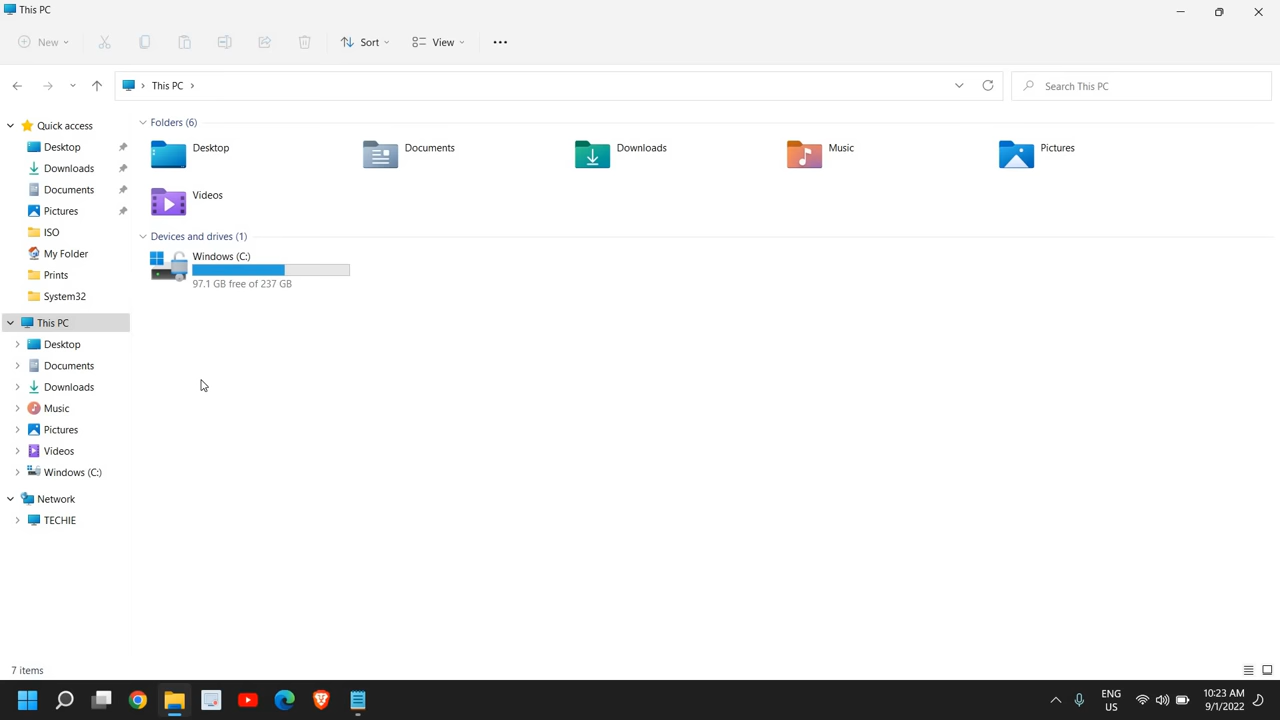 This PC
New
Sort
View
This PC
Search This PC
Quick access
Desktop
Downloads
Documents
Pictures
ISO
My Folder
Prints
System32
This PC
Desktop
Documents
Downloads
Music
Pictures
Videos
Windows (C:)
Network
TECHIE
Folders (6)
Desktop
Documents
Downloads
Music
Pictures
Videos
Devices and drives (1)
Windows (C:)
97.1 GB free of 237 GB
7 items
ENG
US
10:23 AM
9/1/2022